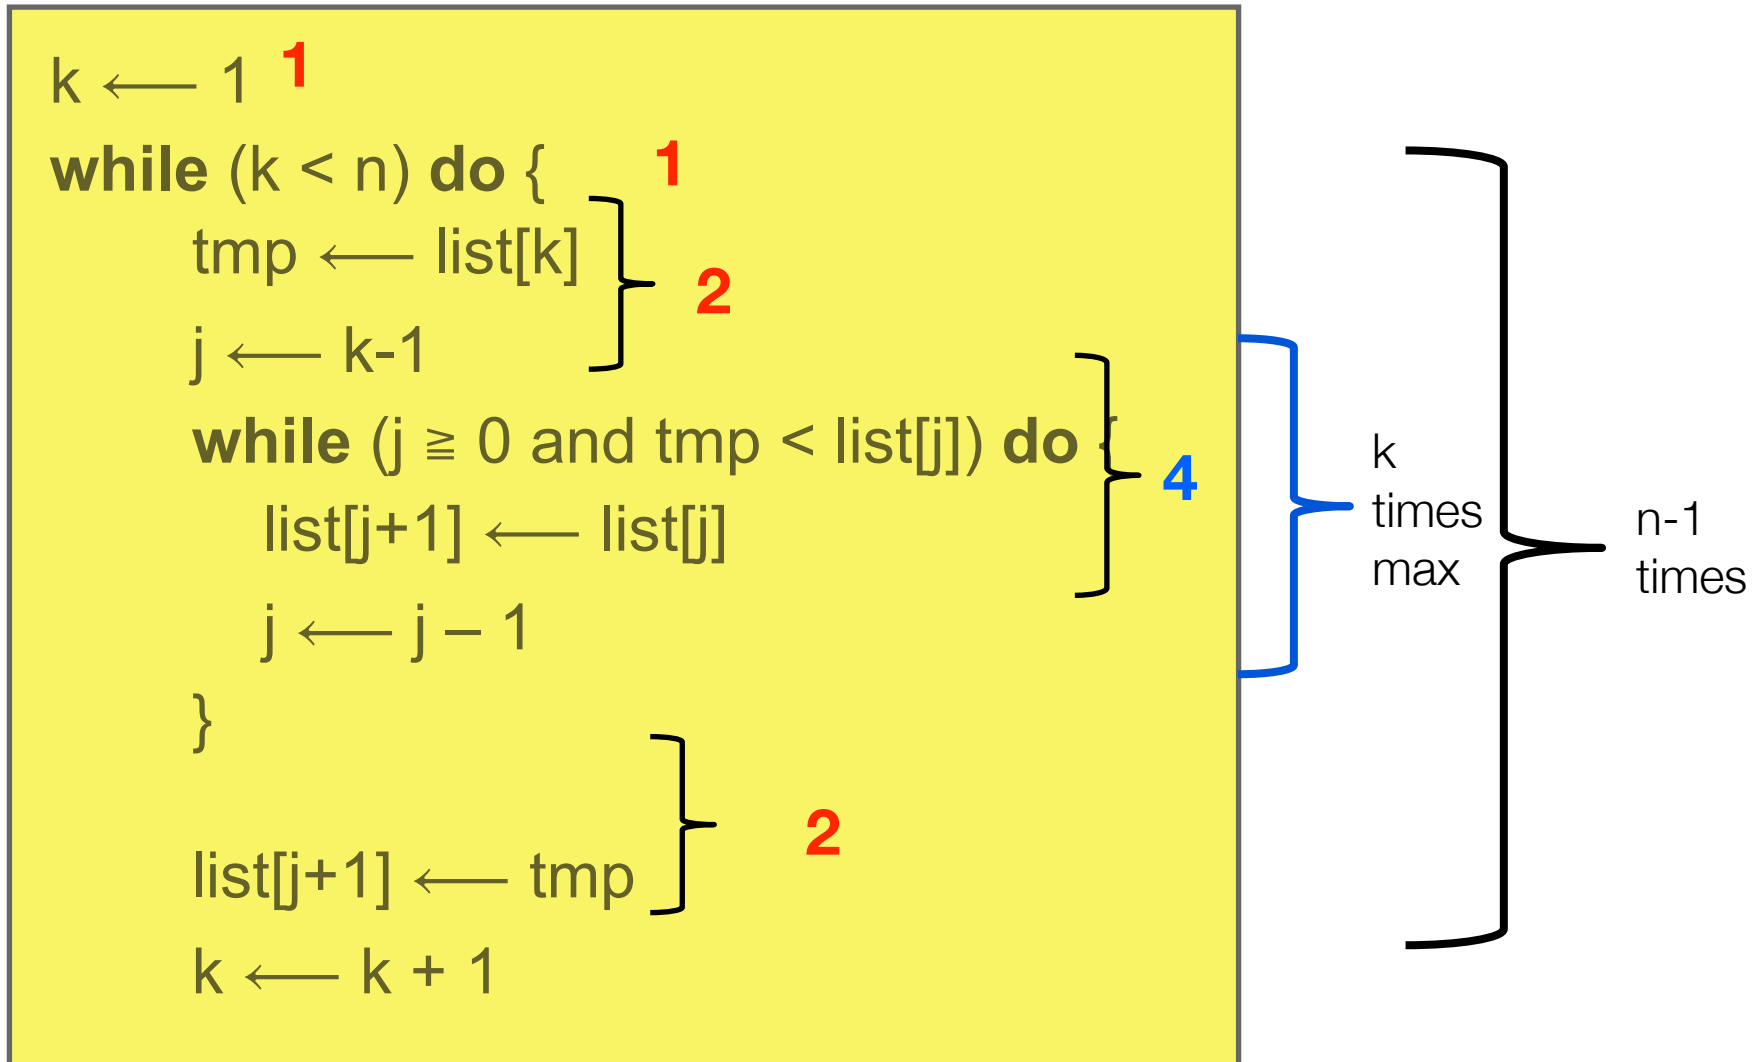 k ⟵ 1 1
while (k < n) do { 1
tmp ⟵ list[k]
2
j ⟵ k-1
while (j ≧ 0 and tmp < list[j]) do {
4
list[j+1] ⟵ list[j]
j ⟵ j – 1
}
2
list[j+1] ⟵ tmp
k ⟵ k + 1
k
times
max
n-1
times